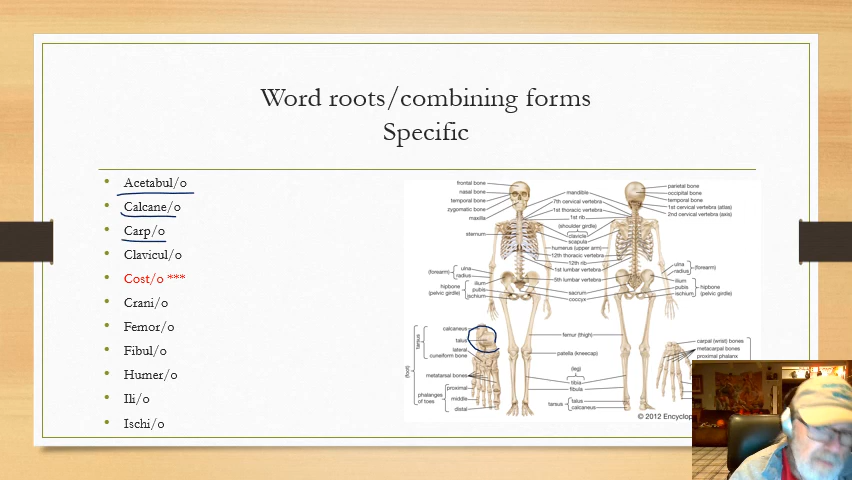 Word roots/combining forms
Specific
Acetabul/o
Calcane/o
Carp/o
Clavicul/o
Cost/o ***
Crani/o
Femor/o
Fibul/o
Humer/o
Ili/o
Ischi/o
frontal bone
nasal bone
temporal bone
zygomatic bone
maxilla
sternum
(forearm)
ulna
radius
hipbone
(pelvic girdle)
ilium
pubis
ischium
mandible
7th cervical vertebra
1st thoracic vertebra
1st rib
(shoulder girdle)
clavicle
scapula
humerus (upper arm)
12th thoracic vertebra
12th rib
1st lumbar vertebra
5th lumbar vertebra
sacrum
coccyx
parietal bone
occipital bone
temporal bone
1st cervical vertebra (atlas)
2nd cervical vertebra (axis)
ulna
radius
(forearm)
ilium
pubis
ischium
hipbone
(pelvic girdle)
(foot)
tarsus
calcaneus
talus
lateral
cuneiform bone
metatarsal bones
phalanges
of toes
proximal
middle
distal
femur (thigh)
patella (kneecap)
(leg)
tibia
fibula
tarsus
talus
calcaneus
carpal (wrist) bones
metacarpal bones
proximal phalanx
© 2012 Encyclop